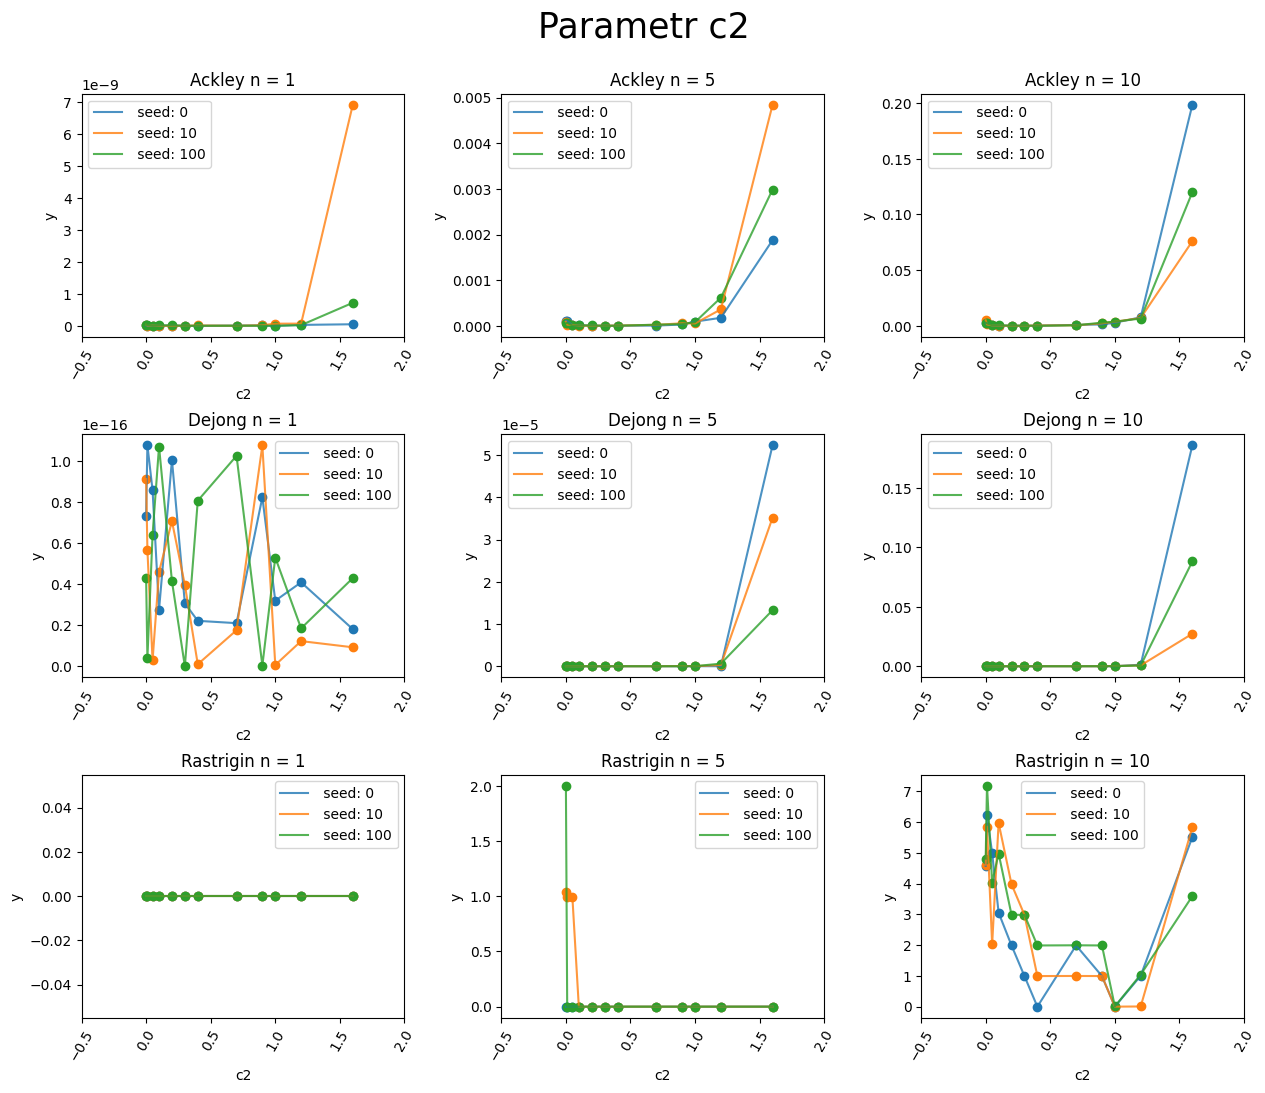 Parametr c2
Ackley n = 1
1e−9
7
6
5
4
3
2
1
0
y
seed: 0
seed: 10
seed: 100
−0.5
0.0
0.5
1.0
1.5
2.0
c2
Ackley n = 5
0.005
0.004
0.003
0.002
0.001
0.000
y
seed: 0
seed: 10
seed: 100
−0.5
0.0
0.5
1.0
1.5
2.0
c2
Ackley n = 10
0.20
0.15
0.10
0.05
0.00
y
seed: 0
seed: 10
seed: 100
−0.5
0.0
0.5
1.0
1.5
2.0
c2
Dejong n = 1
1e−16
1.0
0.8
0.6
0.4
0.2
0.0
y
seed: 0
seed: 10
seed: 100
−0.5
0.0
0.5
1.0
1.5
2.0
c2
Dejong n = 5
1e−5
5
4
3
2
1
0
y
seed: 0
seed: 10
seed: 100
−0.5
0.0
0.5
1.0
1.5
2.0
c2
Dejong n = 10
0.15
0.10
0.05
0.00
y
seed: 0
seed: 10
seed: 100
−0.5
0.0
0.5
1.0
1.5
2.0
c2
Rastrigin n = 1
0.04
0.02
0.00
−0.02
−0.04
y
seed: 0
seed: 10
seed: 100
−0.5
0.0
0.5
1.0
1.5
2.0
c2
Rastrigin n = 5
2.0
1.5
1.0
0.5
0.0
y
seed: 0
seed: 10
seed: 100
−0.5
0.0
0.5
1.0
1.5
2.0
c2
Rastrigin n = 10
7
6
5
4
3
2
1
0
y
seed: 0
seed: 10
seed: 100
−0.5
0.0
0.5
1.0
1.5
2.0
c2